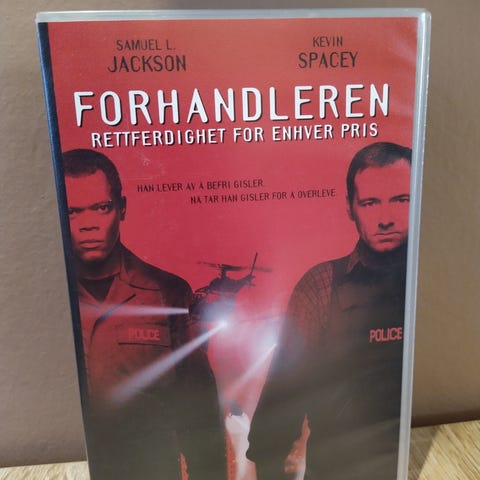 SAMUEL L.
JACKSON
KEVIN
SPACEY
FORHANDLEREN
RETTFERDIGHET FOR ENHVER PRIS
HAN LEVER AV Å BEFRI GISLER.
NÅ TAR HAN GISLER FOR Å OVERLEVE.
POLICE
POLICE